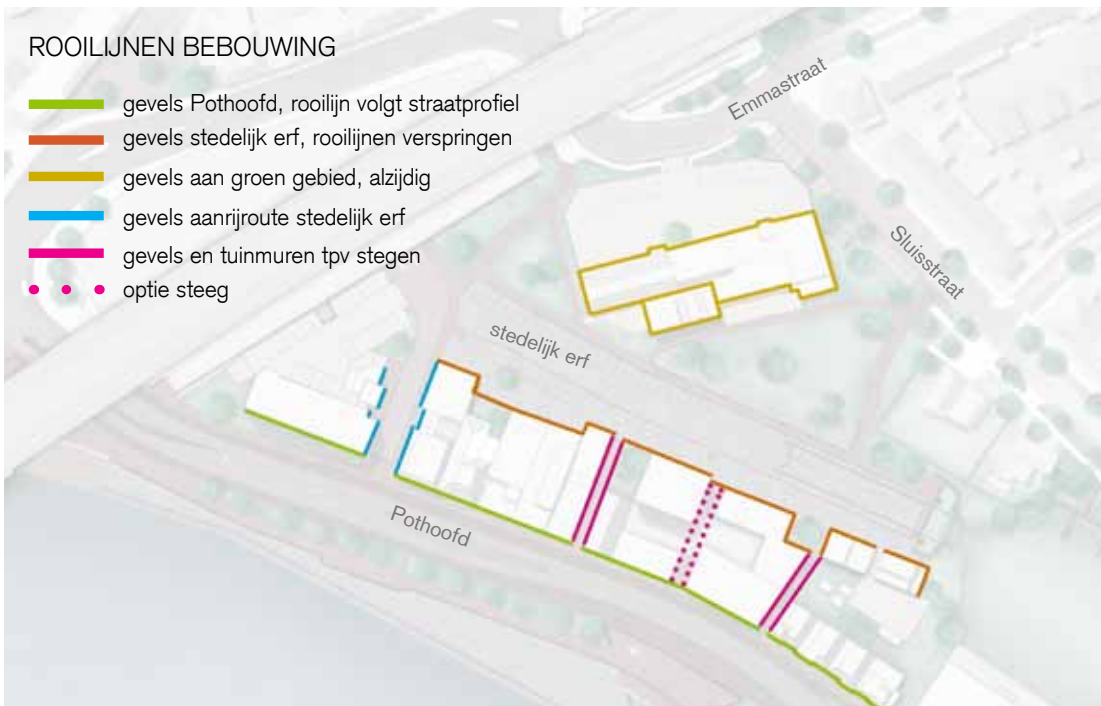 ROOILIJNEN BEBOUWING
gevels Pothoofd, rooilijn volgt straatprofiel
gevels stedelijk erf, rooilijnen verspringen
gevels aan groen gebied, alzijdig
gevels aanrijroute stedelijk erf
gevels en tuinmuren tpv stegen
optie steeg
Emmastraat
Sluisstraat
stedelijk erf
Pothoofd